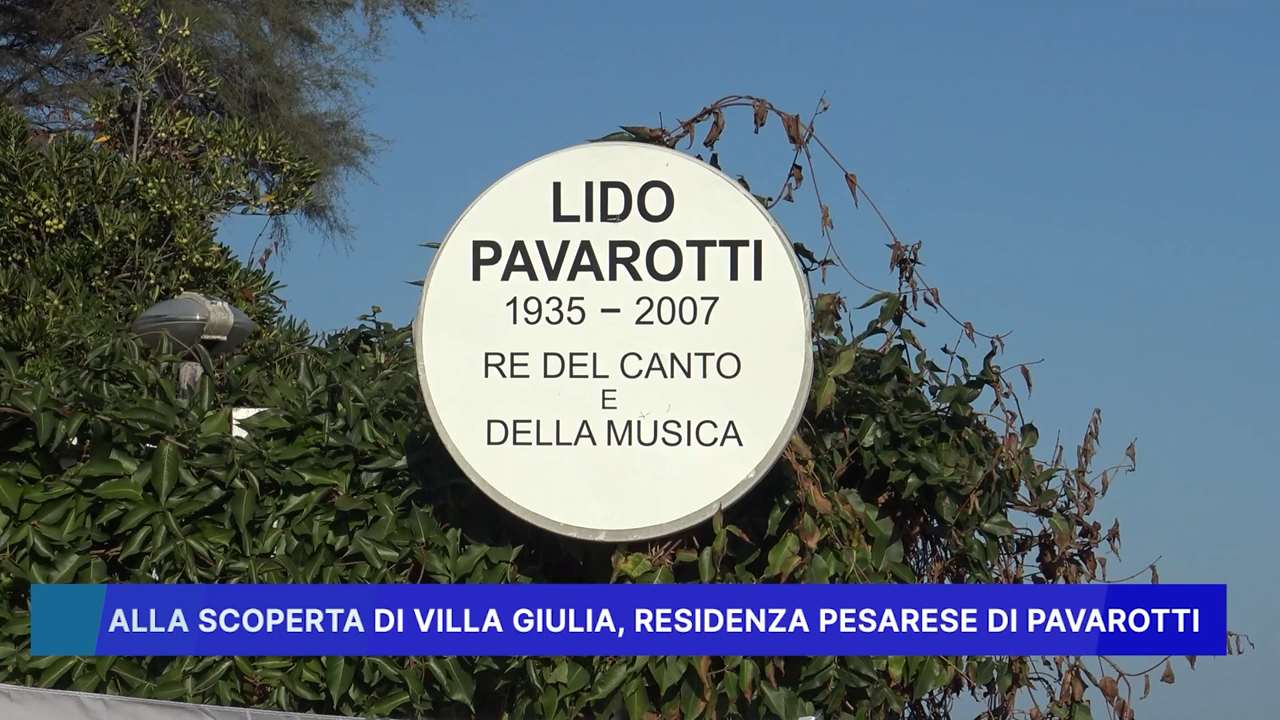 LIDO
PAVAROTTI
1935 – 2007
RE DEL CANTO
E
DELLA MUSICA
ALLA SCOPERTA DI VILLA GIULIA, RESIDENZA PESARESE DI PAVAROTTI